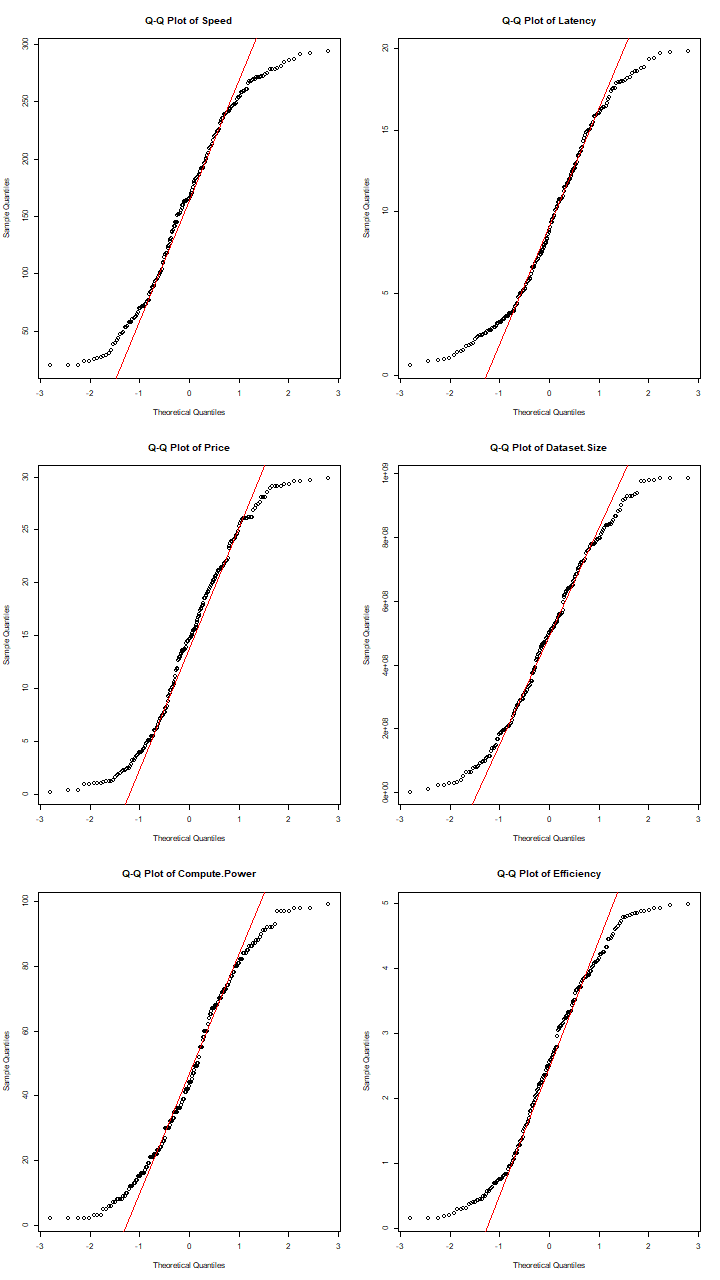 Q-Q Plot of Speed
300
250
200
150
100
50
Sample Quantiles
-3 -2 -1 0 1 2 3
Theoretical Quantiles
Q-Q Plot of Latency
20
15
10
5
0
Sample Quantiles
-3 -2 -1 0 1 2 3
Theoretical Quantiles
Q-Q Plot of Price
30
25
20
15
10
5
0
Sample Quantiles
-3 -2 -1 0 1 2 3
Theoretical Quantiles
Q-Q Plot of Dataset.Size
1e+09
8e+08
6e+08
4e+08
2e+08
0e+00
Sample Quantiles
-3 -2 -1 0 1 2 3
Theoretical Quantiles
Q-Q Plot of Compute.Power
100
80
60
40
20
0
Sample Quantiles
-3 -2 -1 0 1 2 3
Theoretical Quantiles
Q-Q Plot of Efficiency
5
4
3
2
1
0
Sample Quantiles
-3 -2 -1 0 1 2 3
Theoretical Quantiles